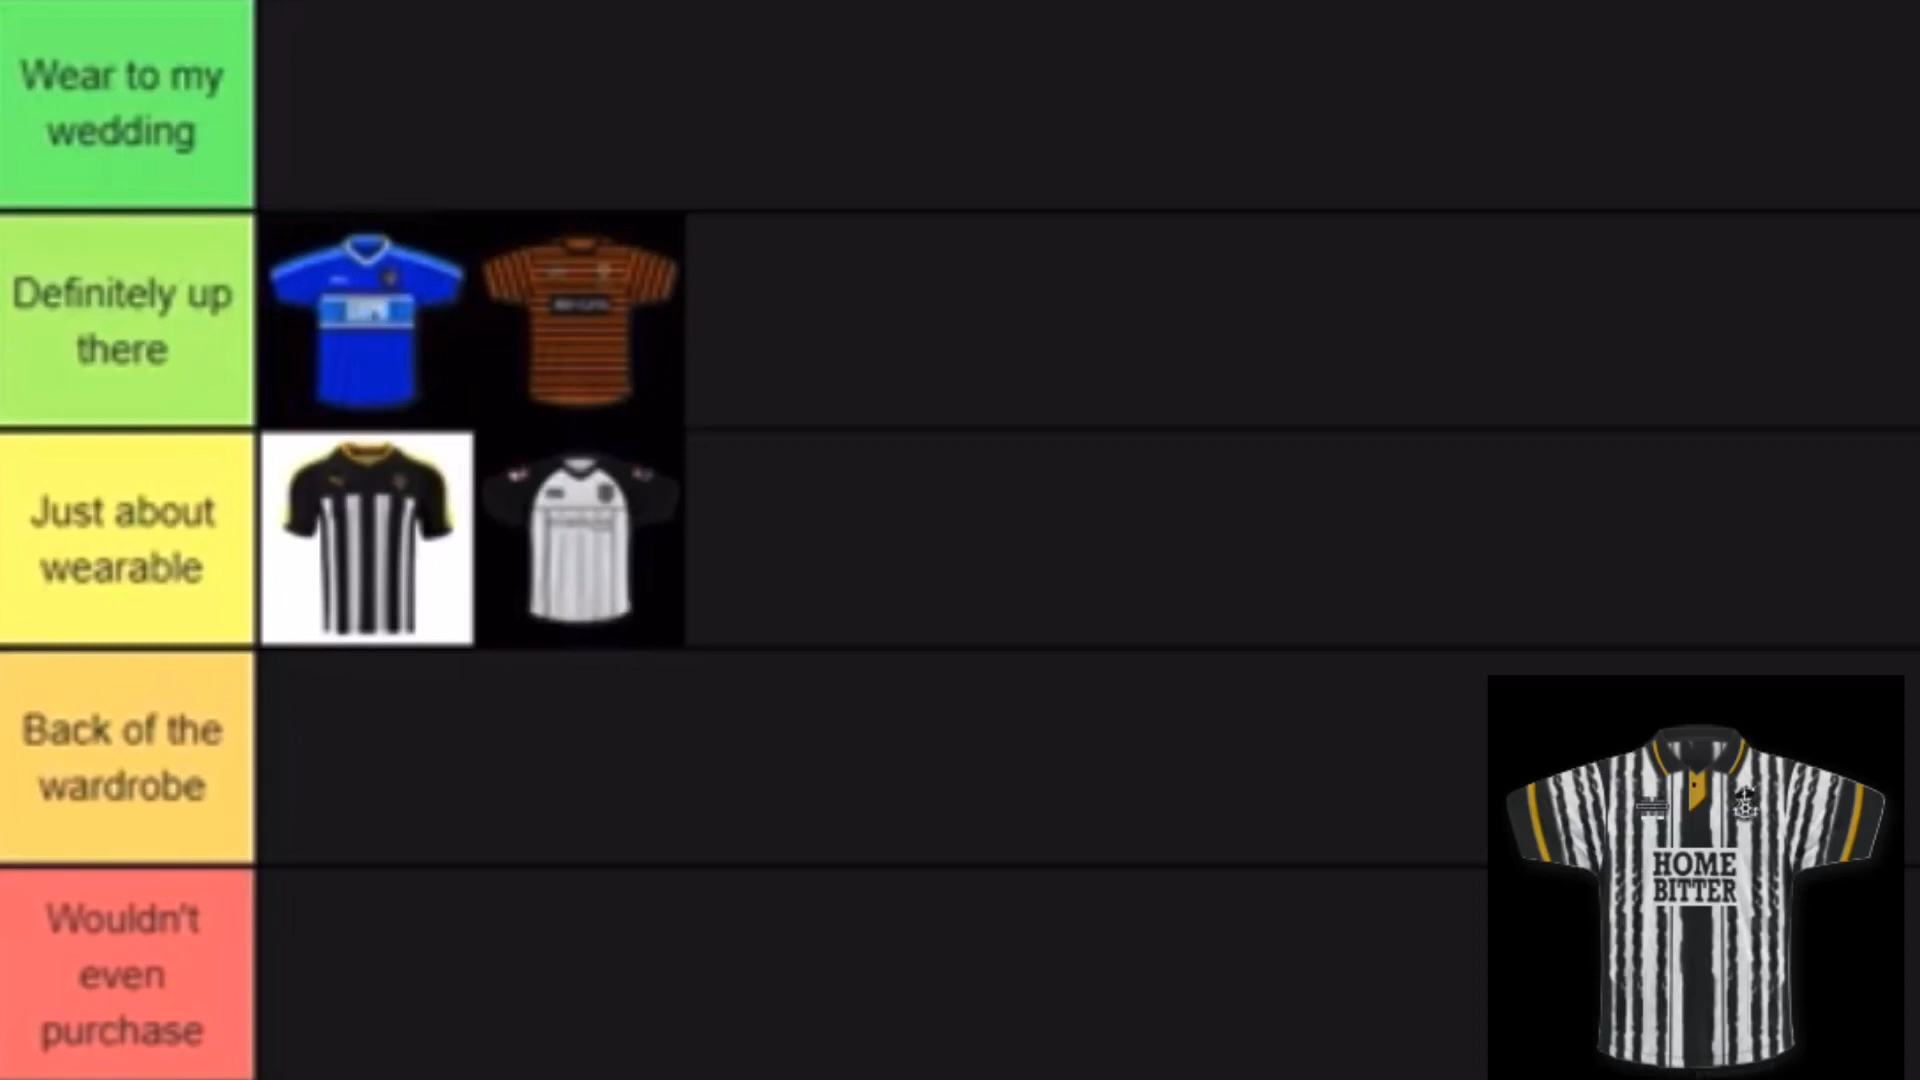 Wear to my
wedding
Definitely up
there
Just about
wearable
Back of the
wardrobe
Wouldn't
even
purchase
HOME
BITTER